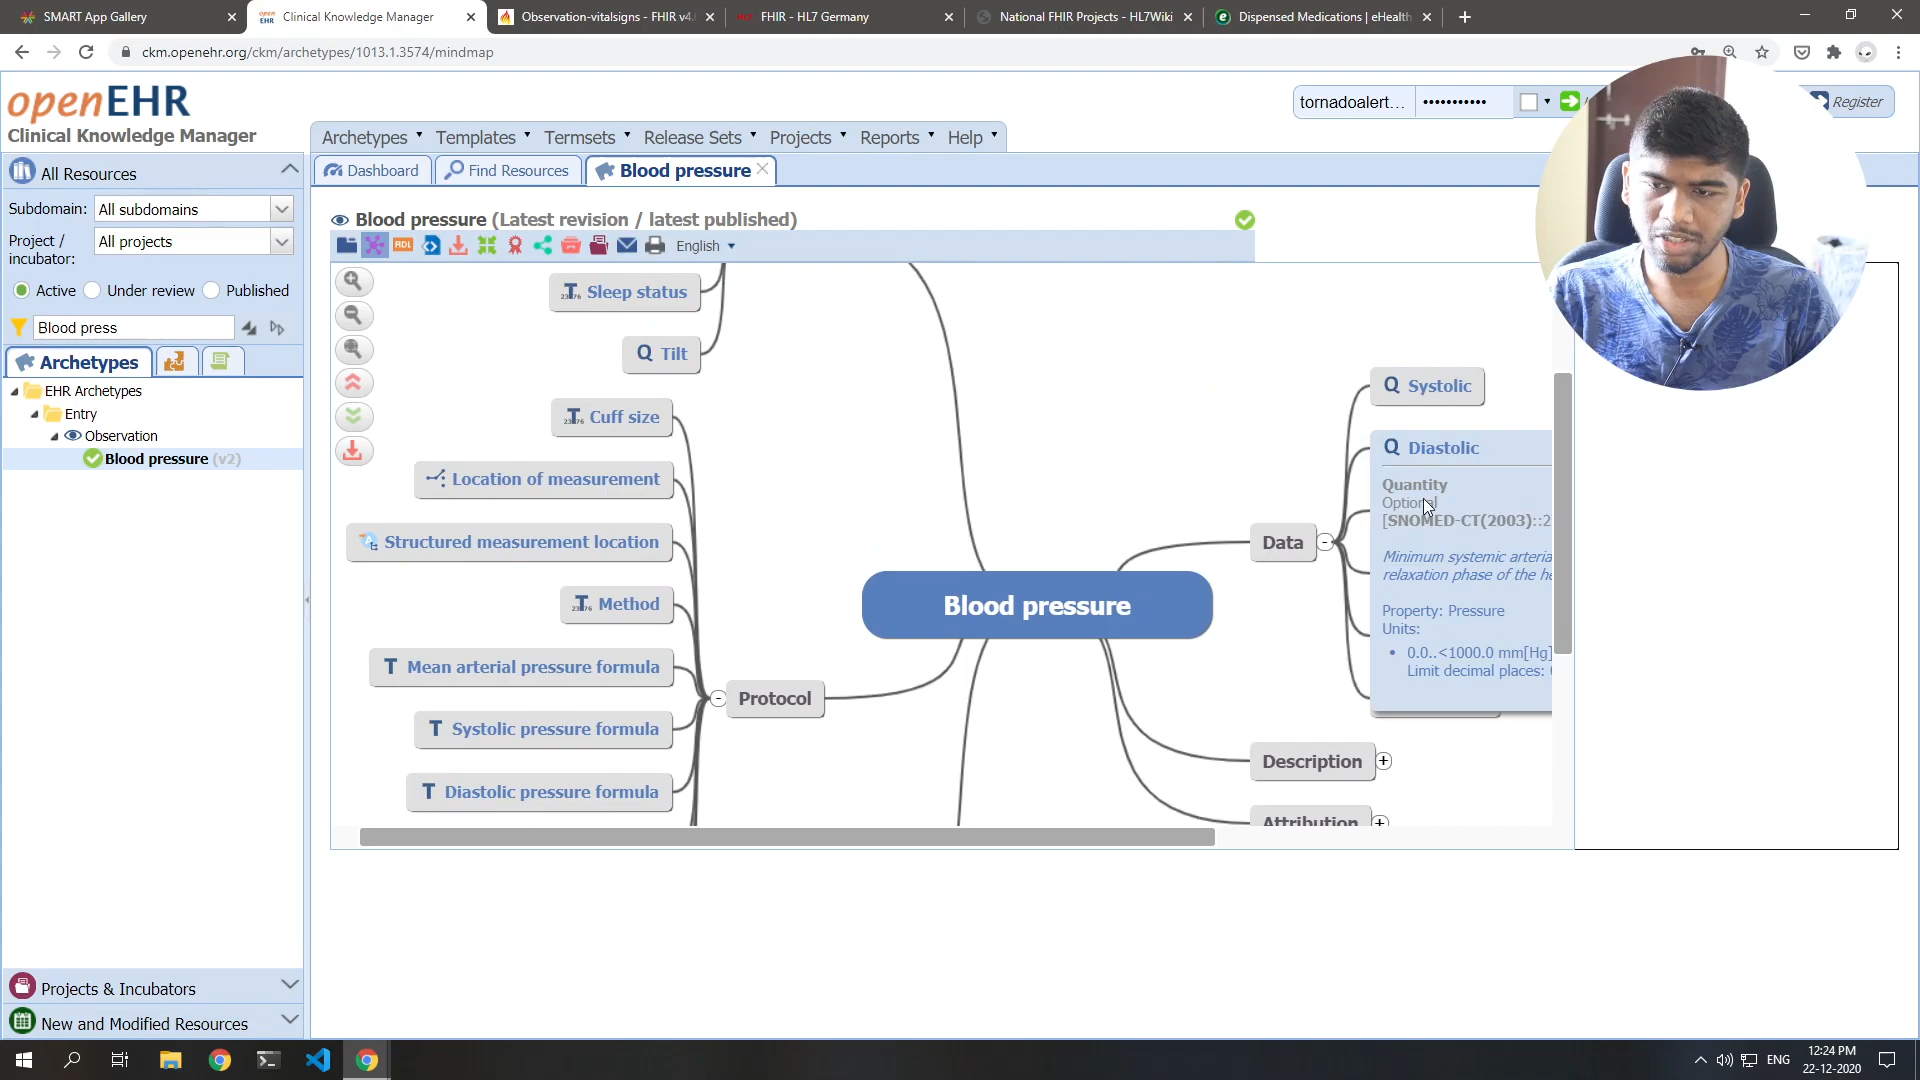 SMART App Gallery
Clinical Knowledge Manager
Observation-vitalsigns - FHIR v4.
FHIR - HL7 Germany
National FHIR Projects - HL7Wiki
Dispensed Medications | eHealth
ckm.openehr.org/ckm/archetypes/1013.1.3574/mindmap
openEHR
Clinical Knowledge Manager
tornadoalert...
Register
Archetypes
Templates
Termsets
Release Sets
Projects
Reports
Help
All Resources
Dashboard
Find Resources
Blood pressure
Subdomain:
All subdomains
Project /
incubator:
All projects
Blood pressure (Latest revision / latest published)
ADL
English
Active
Under review
Published
Blood press
Archetypes
EHR Archetypes
Entry
Observation
Blood pressure (v2)
Sleep status
Tilt
Cuff size
Location of measurement
Structured measurement location
Method
Mean arterial pressure formula
Systolic pressure formula
Diastolic pressure formula
Protocol
Blood pressure
Data
Systolic
Diastolic
Quantity
Optional
[SNOMED-CT(2003)::2
Minimum systemic arteria
relaxation phase of the he
Property: Pressure
Units:
• 0.0..<1000.0 mm[Hg]
Limit decimal places:
Description
Attribution
Projects & Incubators
New and Modified Resources
ENG
12:24 PM
22-12-2020